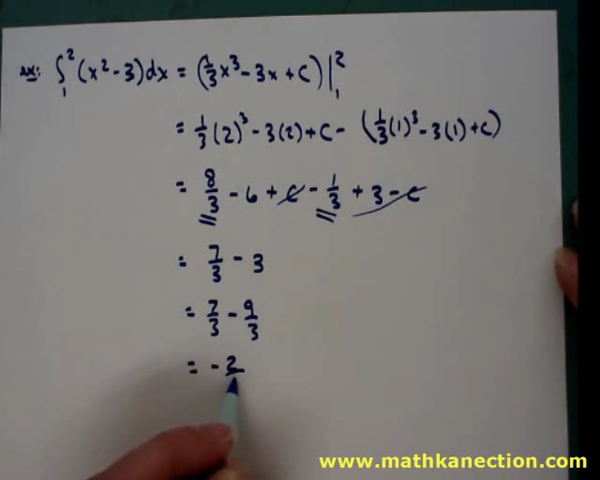 ex: ∫₁² (x² - 3) dx = (1/3 x³ - 3x + C) |₁²
= 1/3 (2)³ - 3(2) + C - (1/3 (1)³ - 3(1) + C)
= 8/3 - 6 + C - 1/3 + 3 - C
= 7/3 - 3
= 7/3 - 9/3
= - 2
www.mathkanection.com